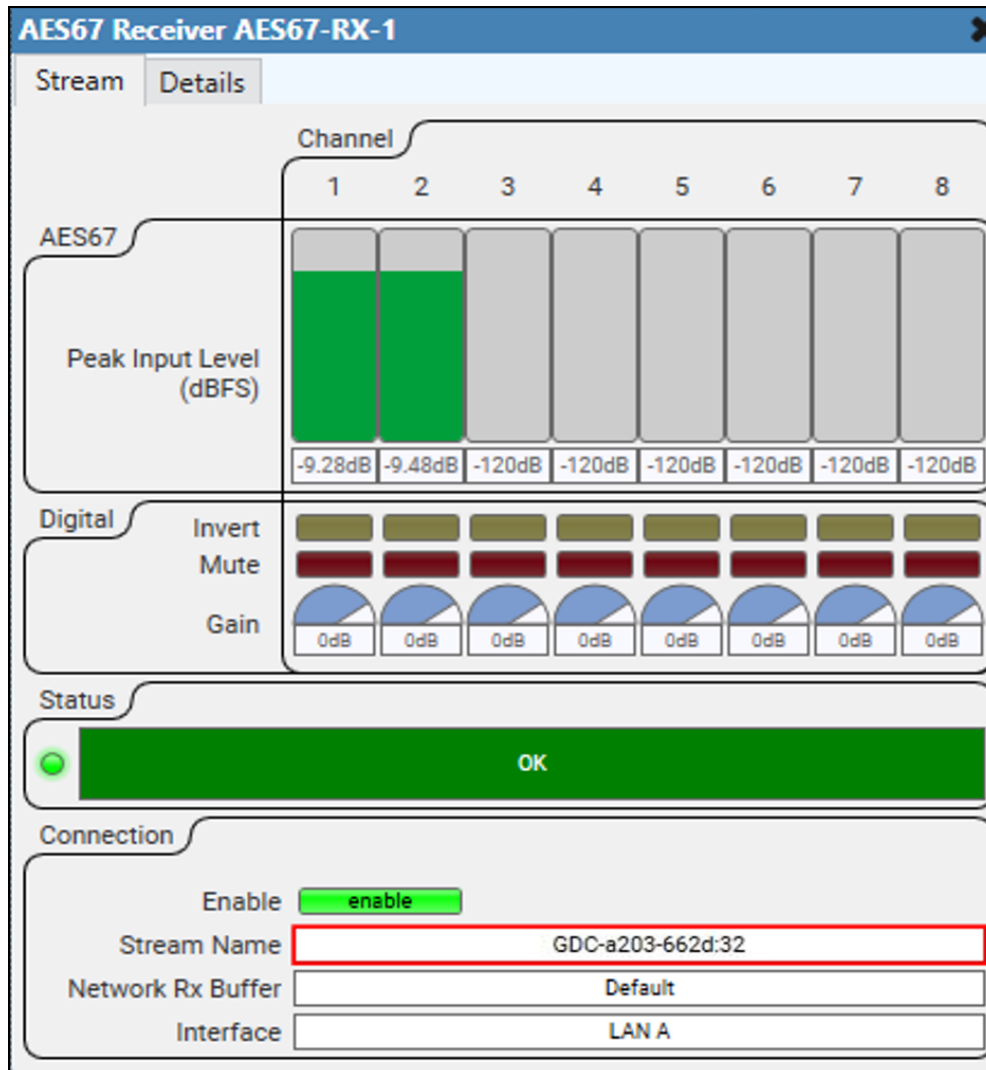 AES67 Receiver AES67-RX-1
Stream Details
Channel
1 2 3 4 5 6 7 8
AES67
Peak Input Level
(dBFS)
-9.28dB -9.48dB -120dB -120dB -120dB -120dB -120dB -120dB
Digital
Invert
Mute
Gain
0dB 0dB 0dB 0dB 0dB 0dB 0dB 0dB
Status
OK
Connection
Enable enable
Stream Name GDC-a203-662d:32
Network Rx Buffer Default
Interface LAN A